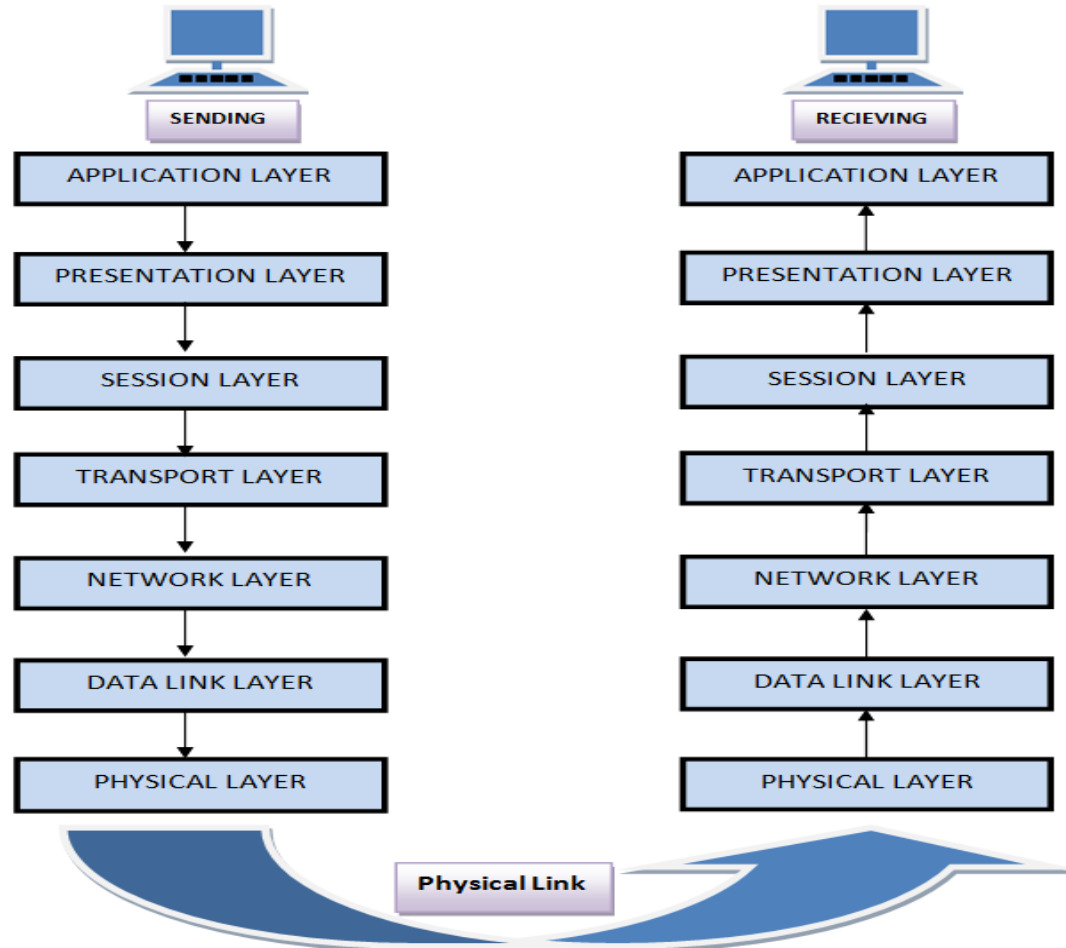 SENDING
APPLICATION LAYER
PRESENTATION LAYER
SESSION LAYER
TRANSPORT LAYER
NETWORK LAYER
DATA LINK LAYER
PHYSICAL LAYER
RECIEVING
APPLICATION LAYER
PRESENTATION LAYER
SESSION LAYER
TRANSPORT LAYER
NETWORK LAYER
DATA LINK LAYER
PHYSICAL LAYER
Physical Link